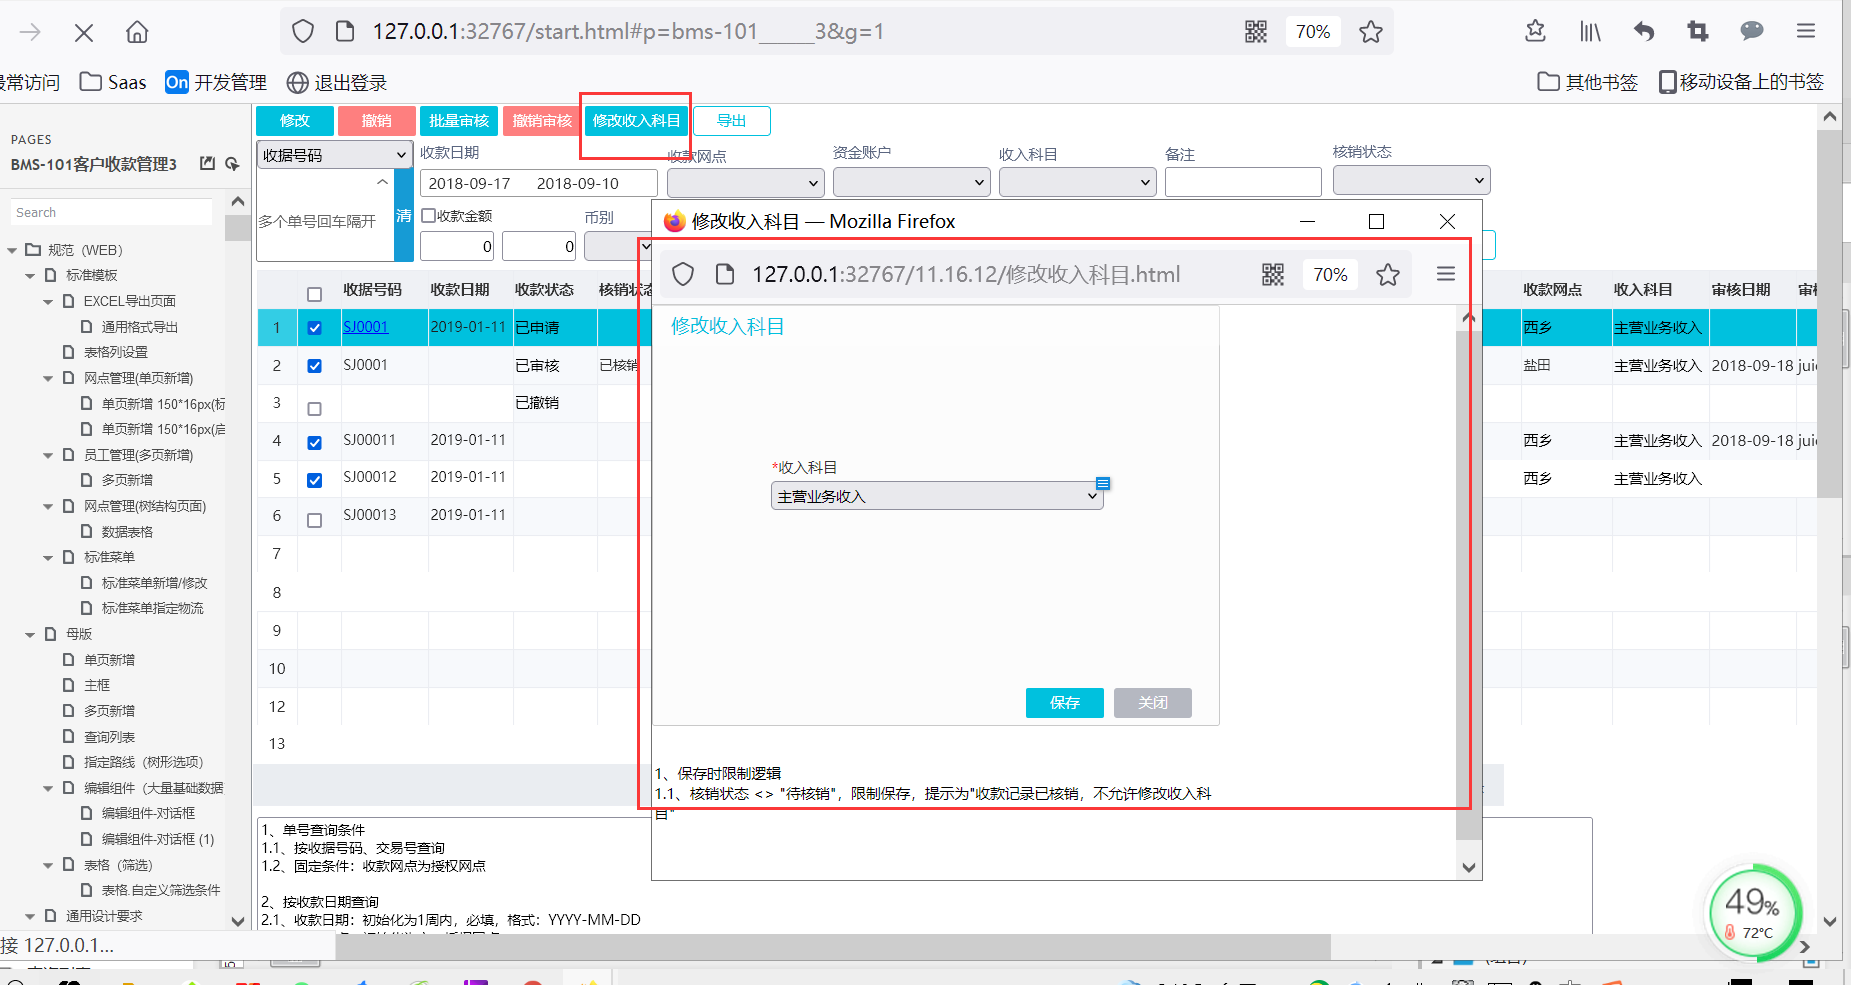 127.0.0.1:32767/start.html#p=bms-101_____3&g=1
70%
最常访问 Saas On 开发管理 退出登录
其他书签 移动设备上的书签
PAGES
BMS-101客户收款管理3
Search
规范（WEB）
标准模板
EXCEL导出页面
通用格式导出
表格列设置
网点管理(单页新增)
单页新增 150*16px(标
单页新增 150*16px(启
员工管理(多页新增)
多页新增
网点管理(树结构页面)
数据表格
标准菜单
标准菜单新增/修改
标准菜单指定物流
母版
单页新增
主框
多页新增
查询列表
指定路线（树形选项）
编辑组件（大量基础数据
编辑组件-对话框
编辑组件-对话框 (1)
表格（筛选）
表格.自定义筛选条件
通用设计要求
接 127.0.0.1...
修改 撤销 批量审核 撤销审核 修改收入科目 导出
收据号码 收款日期 收款网点 资金账户 收入科目 备注 核销状态
2018-09-17 2018-09-10
多个单号回车隔开 清
收款金额 币别
0 0
收据号码 收款日期 收款状态 核销状态 收款网点 收入科目 审核日期 审核
1 SJ0001 2019-01-11 已申请 西乡 主营业务收入
2 SJ0001 已审核 已核销 盐田 主营业务收入 2018-09-18 juic
3 已撤销
4 SJ00011 2019-01-11 西乡 主营业务收入 2018-09-18 juic
5 SJ00012 2019-01-11 西乡 主营业务收入
6 SJ00013 2019-01-11
7
8
9
10
12
13
1、单号查询条件
1.1、按收据号码、交易号查询
1.2、固定条件：收款网点为授权网点
2、按收款日期查询
2.1、收款日期：初始化为1周内，必填，格式：YYYY-MM-DD
修改收入科目 — Mozilla Firefox
127.0.0.1:32767/11.16.12/修改收入科目.html
70%
修改收入科目
*收入科目
主营业务收入
保存 关闭
1、保存时限制逻辑
1.1、核销状态 <> "待核销"，限制保存，提示为"收款记录已核销，不允许修改收入科
目"
49%
72°C